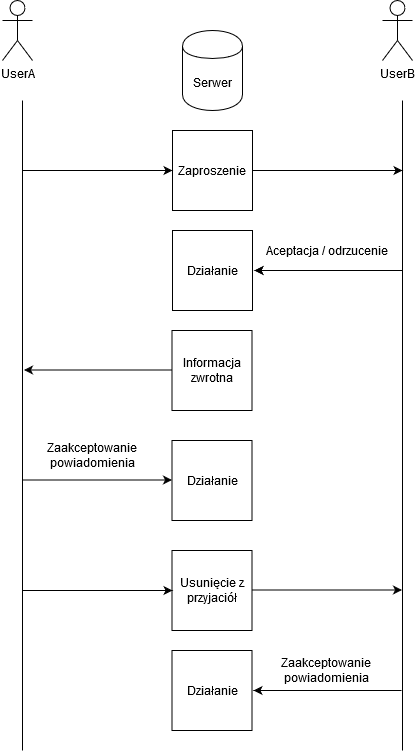 UserA
UserB
Serwer
Zaproszenie
Aceptacja / odrzucenie
Działanie
Informacja
zwrotna
Zaakceptowanie
powiadomienia
Działanie
Usunięcie z
przyjaciół
Zaakceptowanie
powiadomienia
Działanie